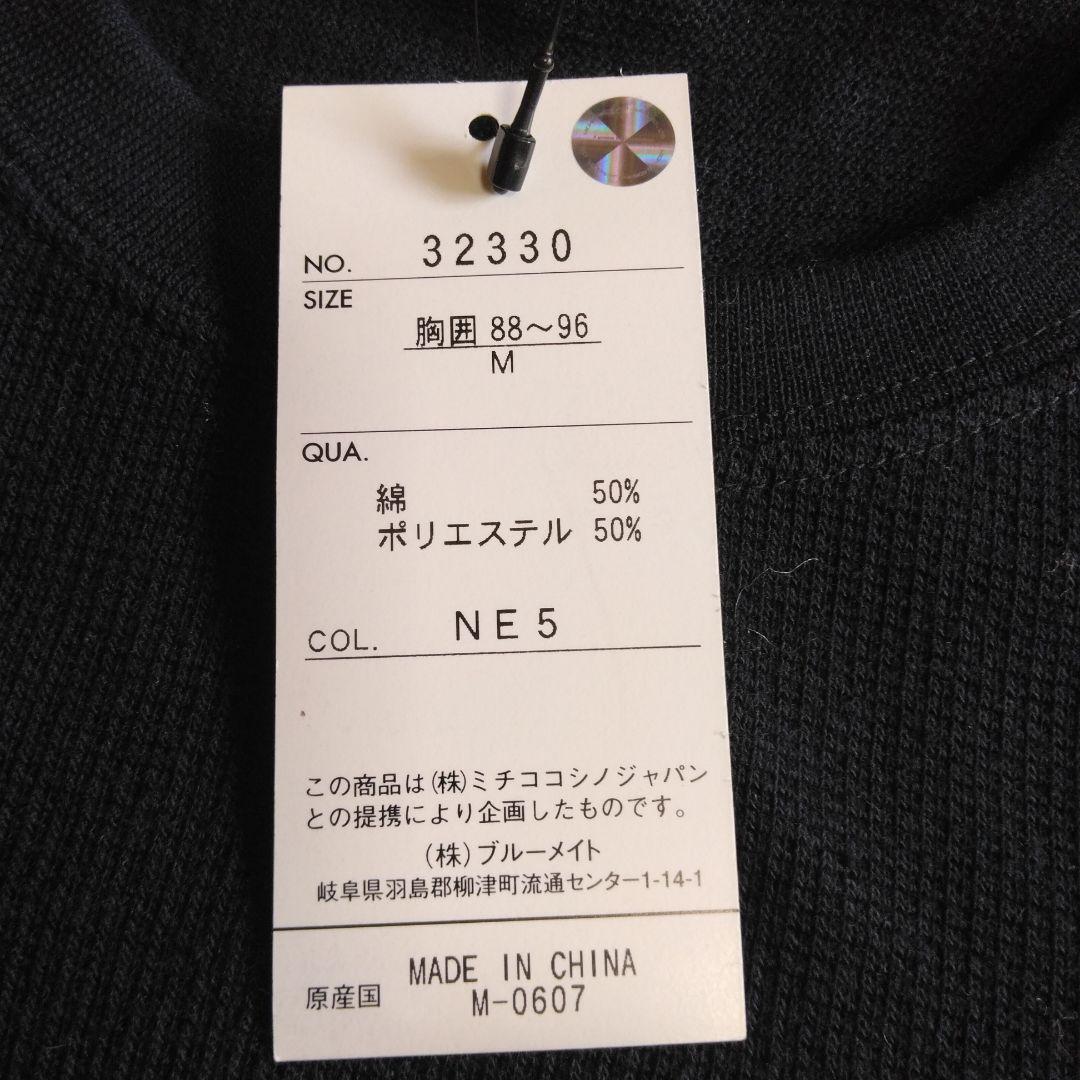 NO. 32330
SIZE
胸囲 88～96
M
QUA.
綿 50%
ポリエステル 50%
COL. NE5
この商品は(株)ミチココシノジャパン
との提携により企画したものです。
(株)ブルーメイト
岐阜県羽島郡柳津町流通センター1-14-1
原産国 MADE IN CHINA
M-0607